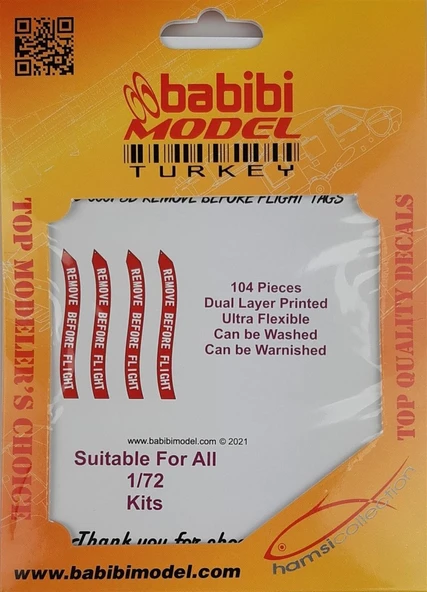 babibi
MODEL
TURKEY
REMOVE BEFORE FLIGHT TAGS
TOP MODELER'S CHOICE
TOP QUALITY DECALS
REMOVE BEFORE FLIGHT
REMOVE BEFORE FLIGHT
REMOVE BEFORE FLIGHT
REMOVE BEFORE FLIGHT
104 Pieces
Dual Layer Printed
Ultra Flexible
Can be Washed
Can be Warnished
www.babibimodel.com © 2021
Suitable For All
1/72
Kits
Thank you for
hamsicollection
www.babibimodel.com